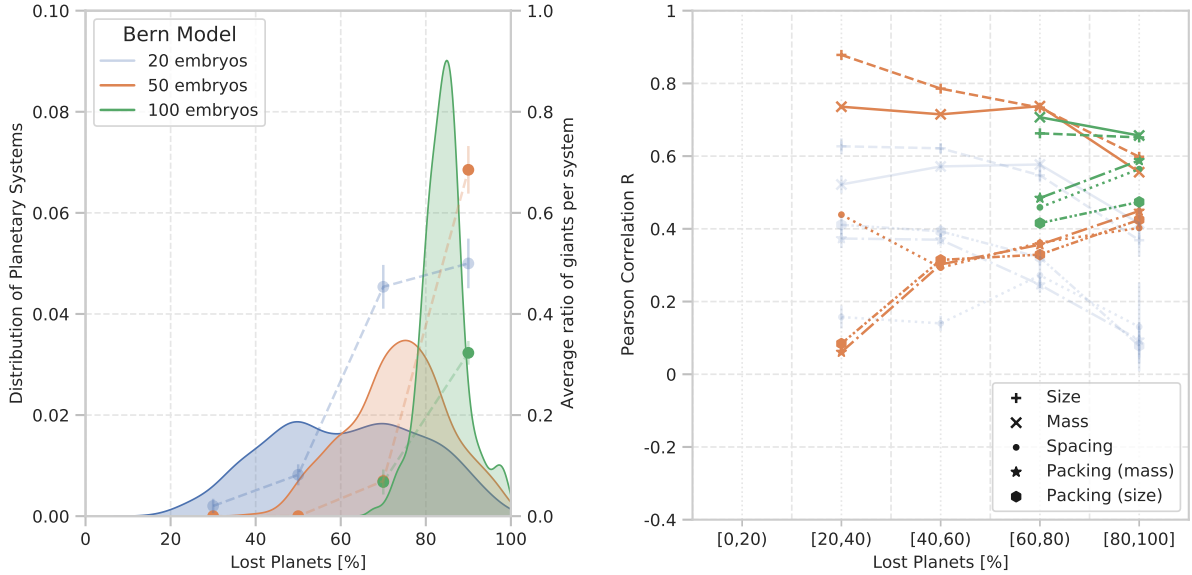 0.10
0.08
0.06
0.04
0.02
0.00
Distribution of Planetary Systems
Bern Model
20 embryos
50 embryos
100 embryos
1.0
0.8
0.6
0.4
0.2
0.0
Average ratio of giants per system
0 20 40 60 80 100
Lost Planets [%]
1
0.8
0.6
0.4
0.2
0
-0.2
-0.4
Pearson Correlation R
Size
Mass
Spacing
Packing (mass)
Packing (size)
[0,20) [20,40) [40,60) [60,80) [80,100]
Lost Planets [%]